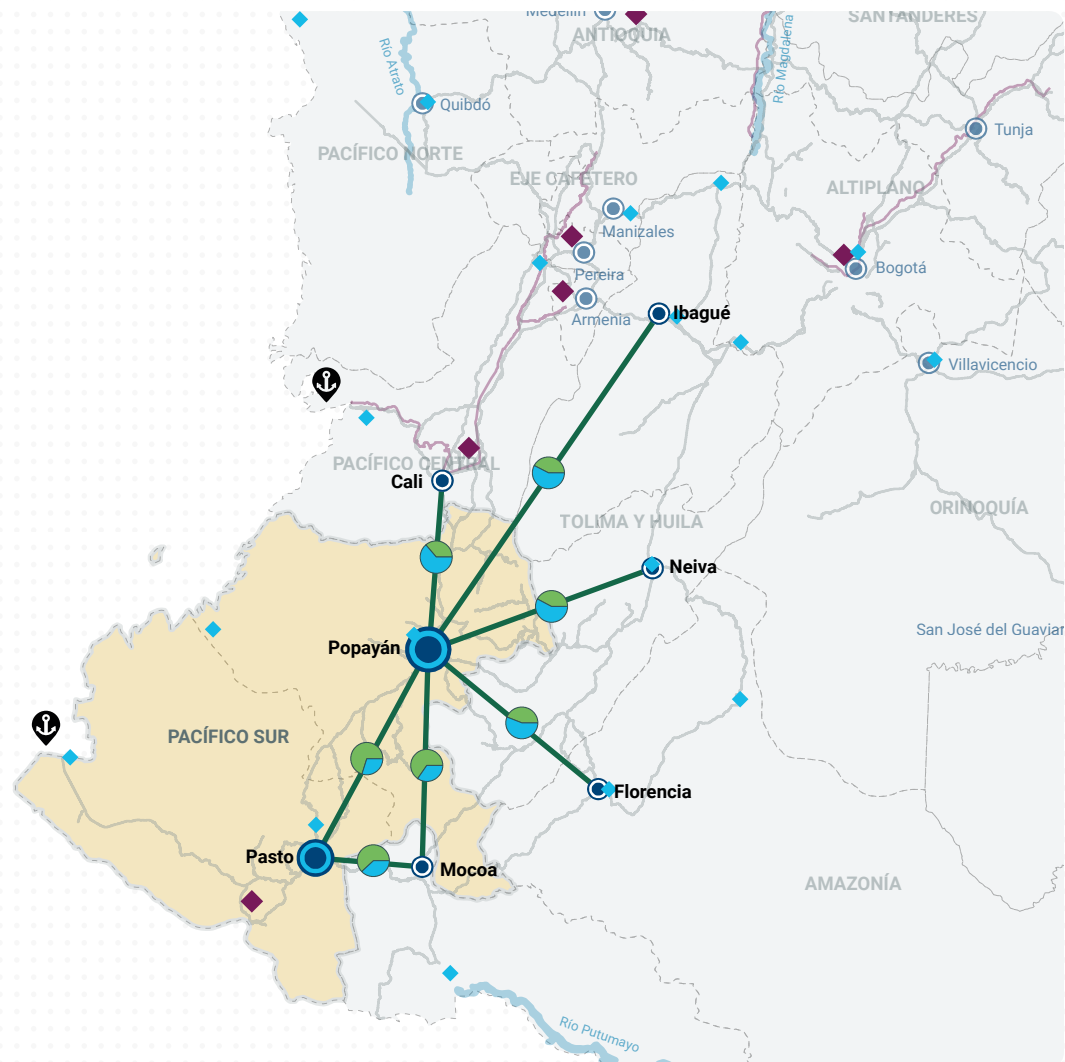 Medellín
SANTANDERES
ANTIOQUIA
Río Atrato
Río Magdalena
Quibdó
Tunja
PACÍFICO NORTE
EJE CAFETERO
ALTIPLANO
Manizales
Pereira
Bogotá
Armenia
Ibagué
Villavicencio
PACÍFICO CENTRAL
Cali
TOLIMA Y HUILA
ORINOQUÍA
Neiva
San José del Guaviar
Popayán
PACÍFICO SUR
Florencia
Pasto
Mocoa
AMAZONÍA
Río Putumayo